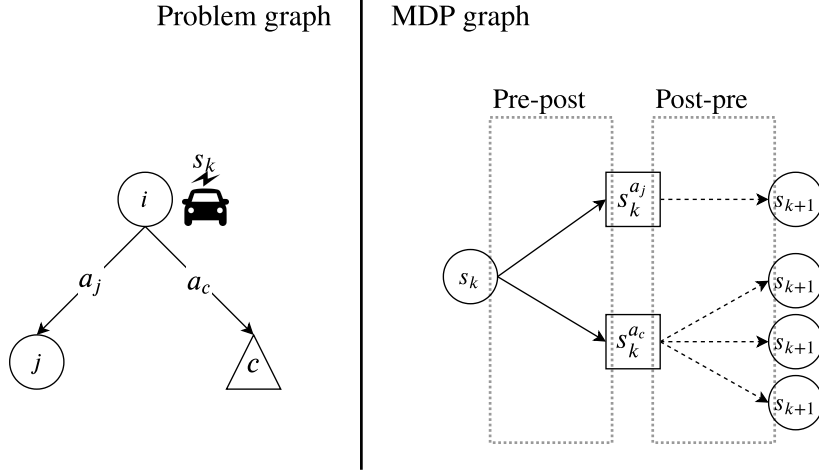 Problem graph
s_k
i
a_j
a_c
j
c
MDP graph
Pre-post
Post-pre
s_k
s_k^{a_j}
s_k^{a_c}
s_{k+1}
s_{k+1}
s_{k+1}
s_{k+1}